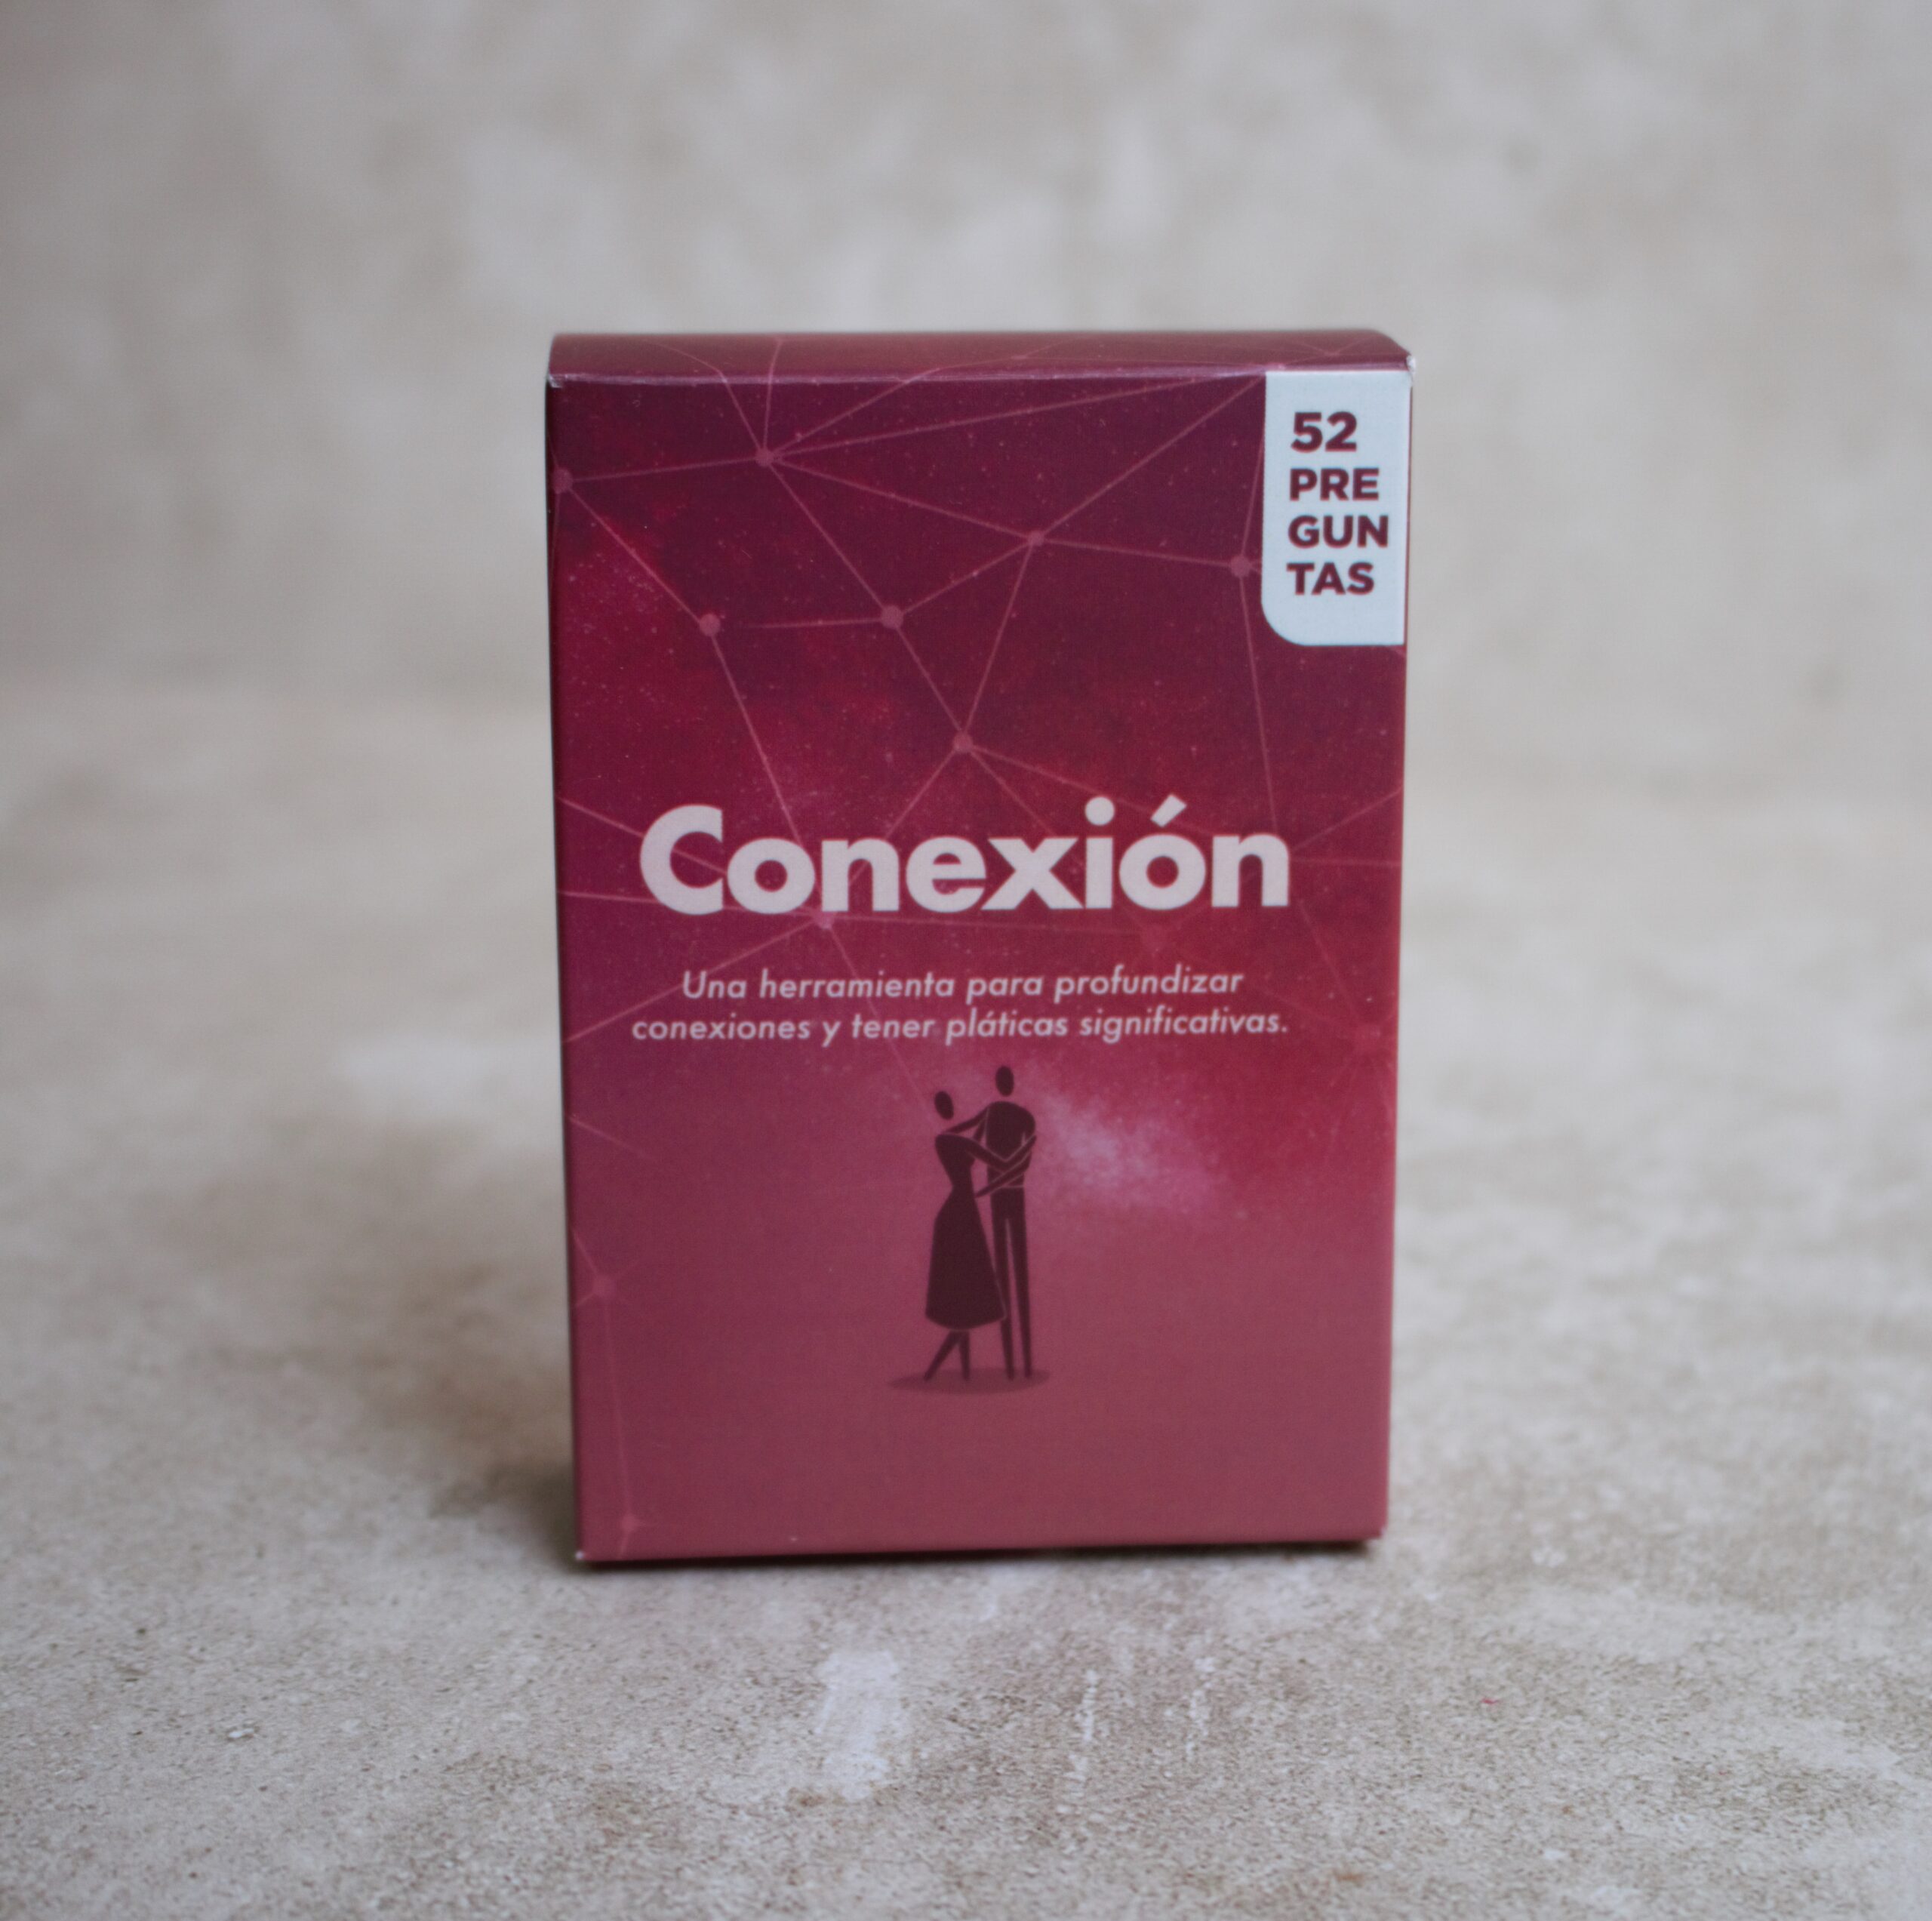 52
PRE
GUN
TAS
Conexión
Una herramienta para profundizar
conexiones y tener pláticas significativas.